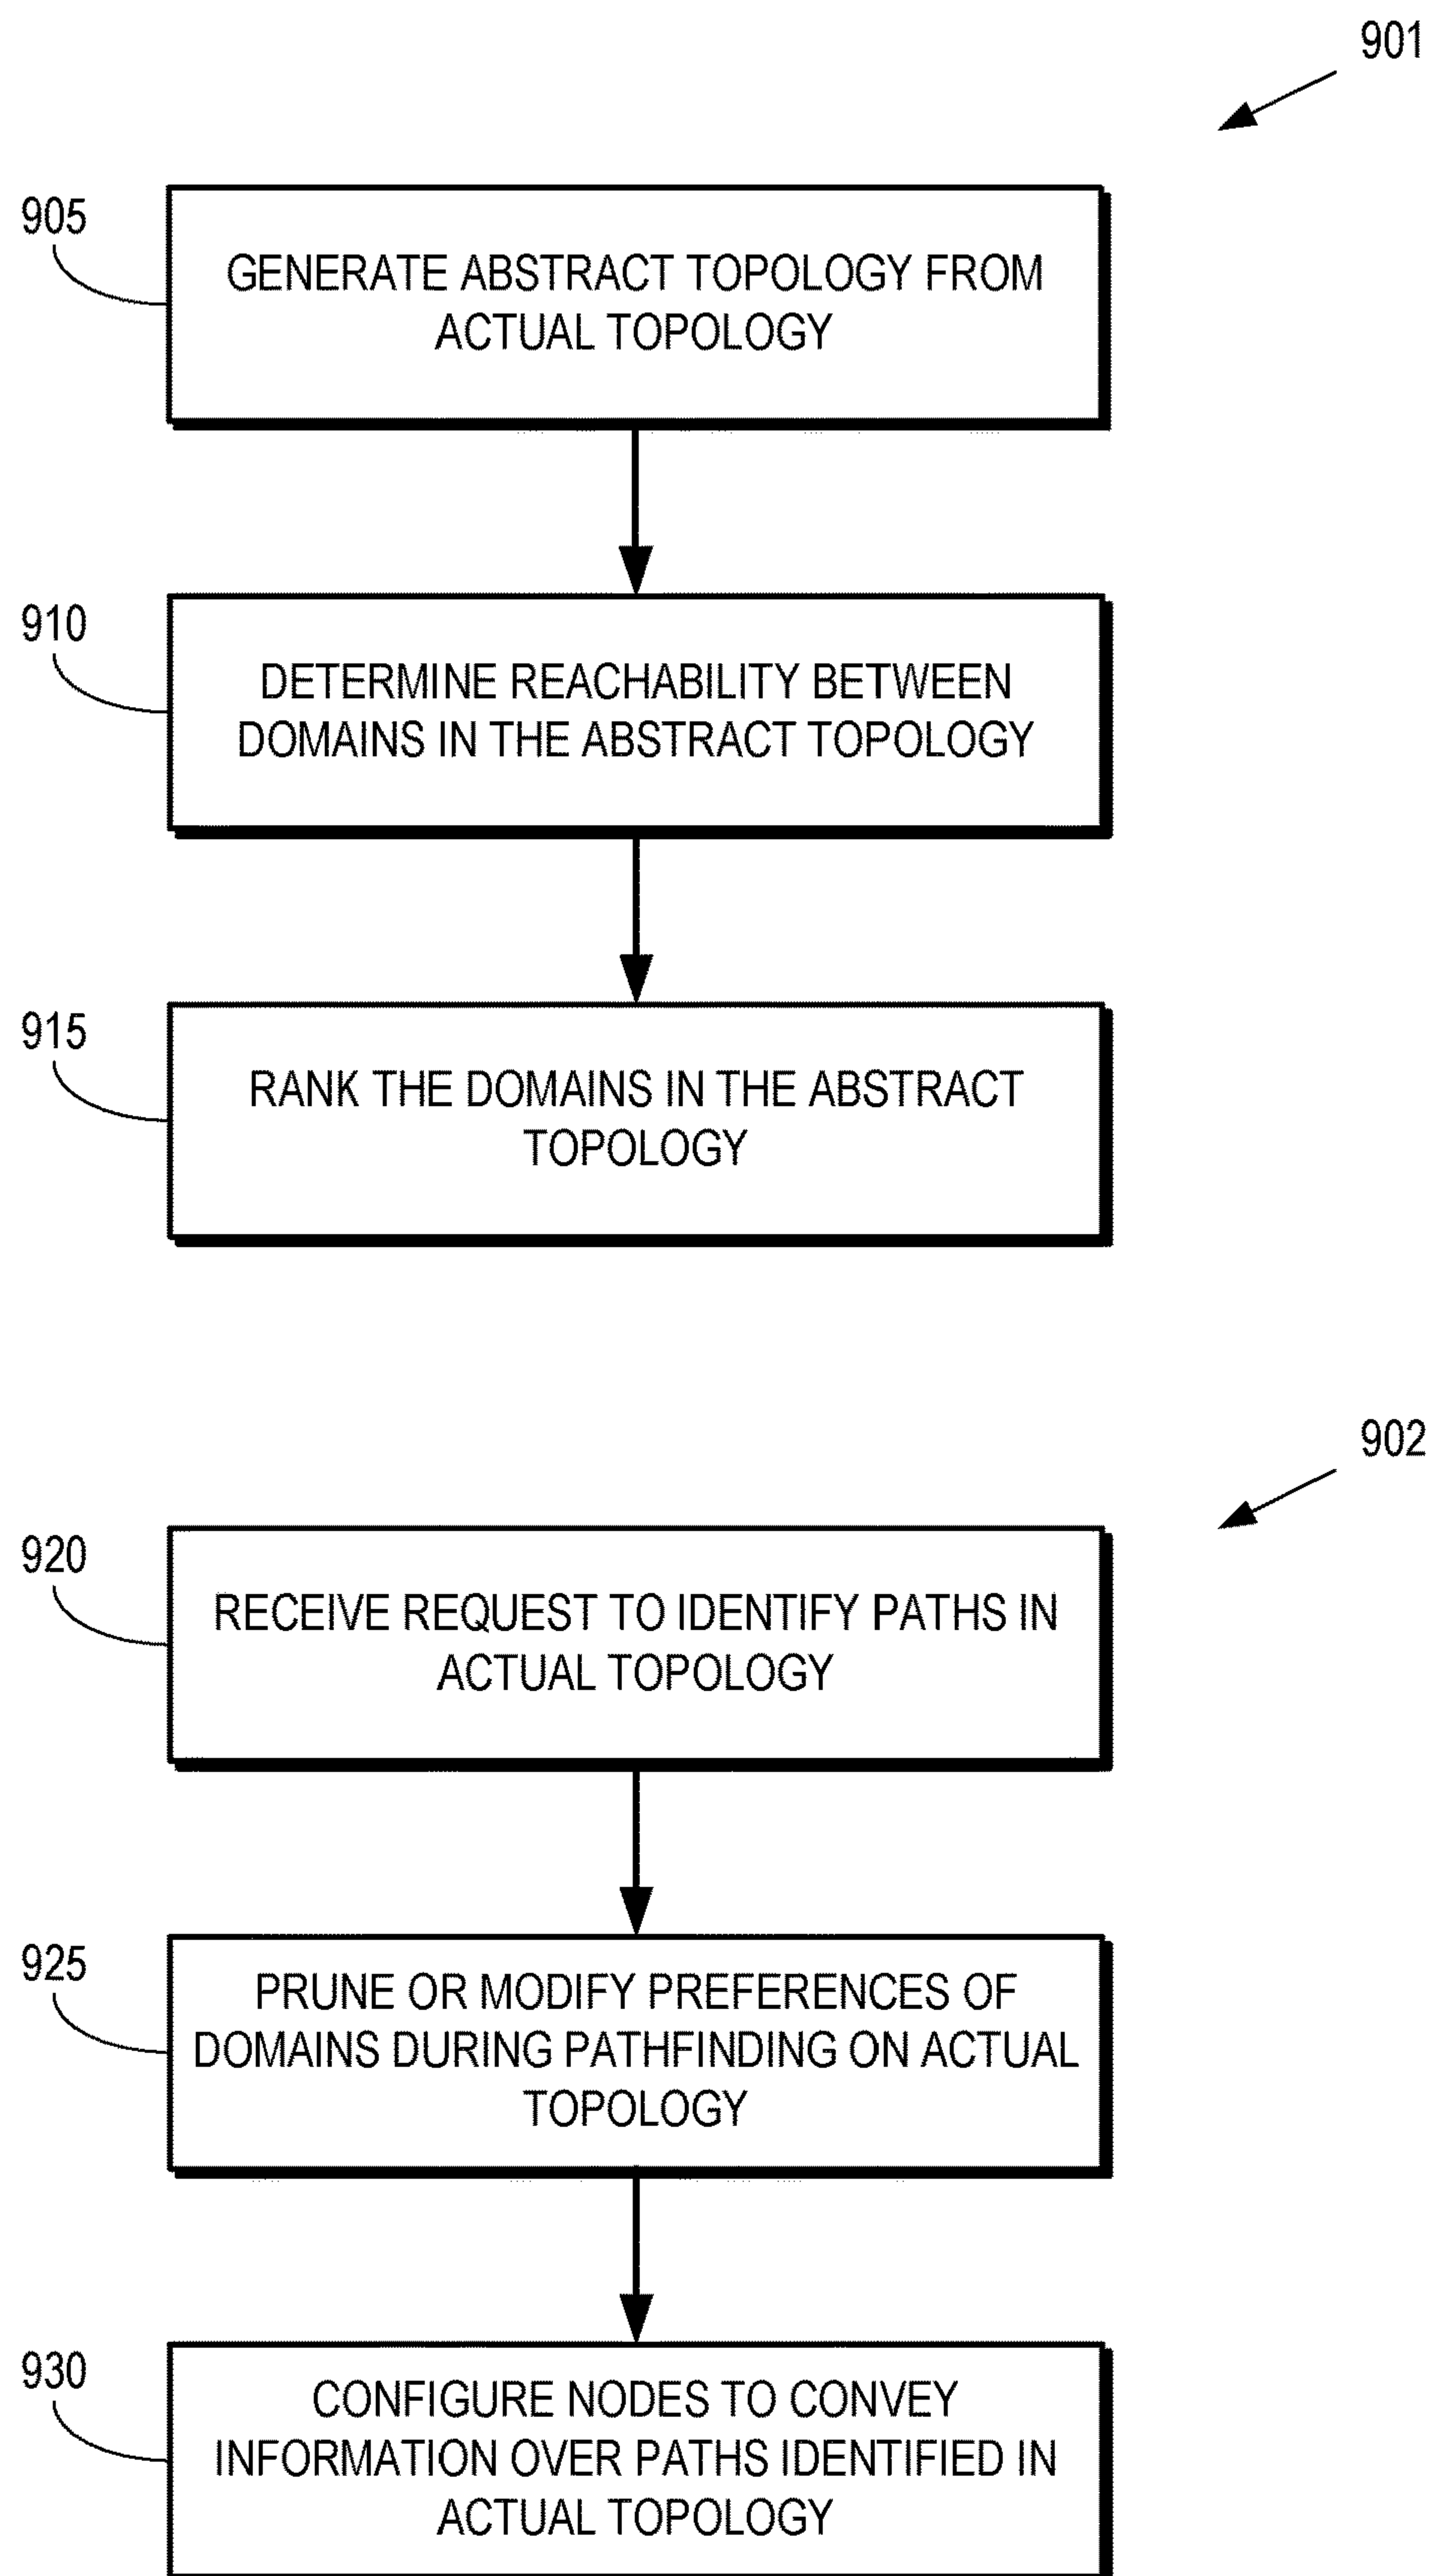 901
905
GENERATE ABSTRACT TOPOLOGY FROM
ACTUAL TOPOLOGY
910
DETERMINE REACHABILITY BETWEEN
DOMAINS IN THE ABSTRACT TOPOLOGY
915
RANK THE DOMAINS IN THE ABSTRACT
TOPOLOGY
902
920
RECEIVE REQUEST TO IDENTIFY PATHS IN
ACTUAL TOPOLOGY
925
PRUNE OR MODIFY PREFERENCES OF
DOMAINS DURING PATHFINDING ON ACTUAL
TOPOLOGY
930
CONFIGURE NODES TO CONVEY
INFORMATION OVER PATHS IDENTIFIED IN
ACTUAL TOPOLOGY